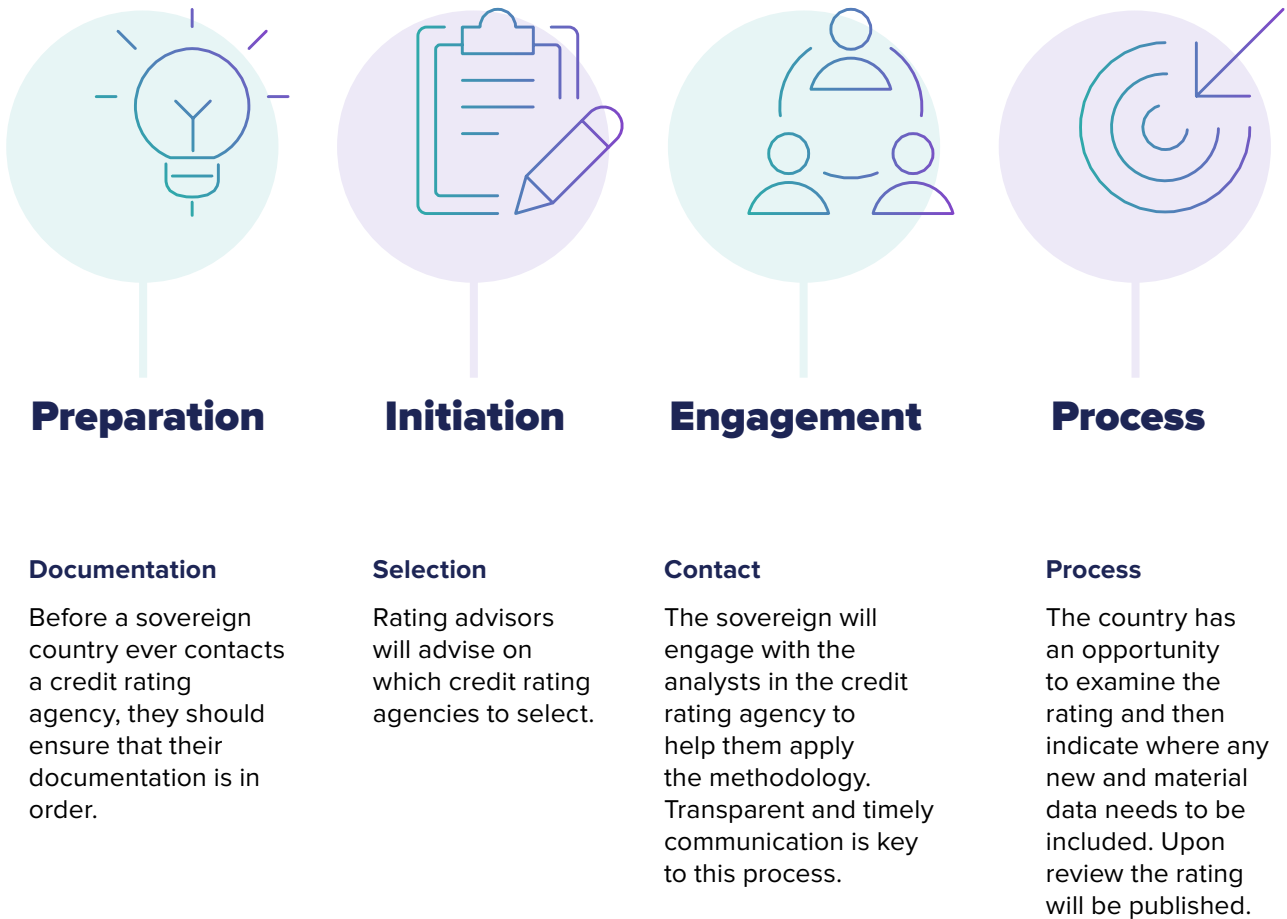 Preparation
Initiation
Engagement
Process
Documentation
Before a sovereign
country ever contacts
a credit rating
agency, they should
ensure that their
documentation is in
order.
Selection
Rating advisors
will advise on
which credit rating
agencies to select.
Contact
The sovereign will
engage with the
analysts in the credit
rating agency to
help them apply
the methodology.
Transparent and timely
communication is key
to this process.
Process
The country has
an opportunity
to examine the
rating and then
indicate where any
new and material
data needs to be
included. Upon
review the rating
will be published.